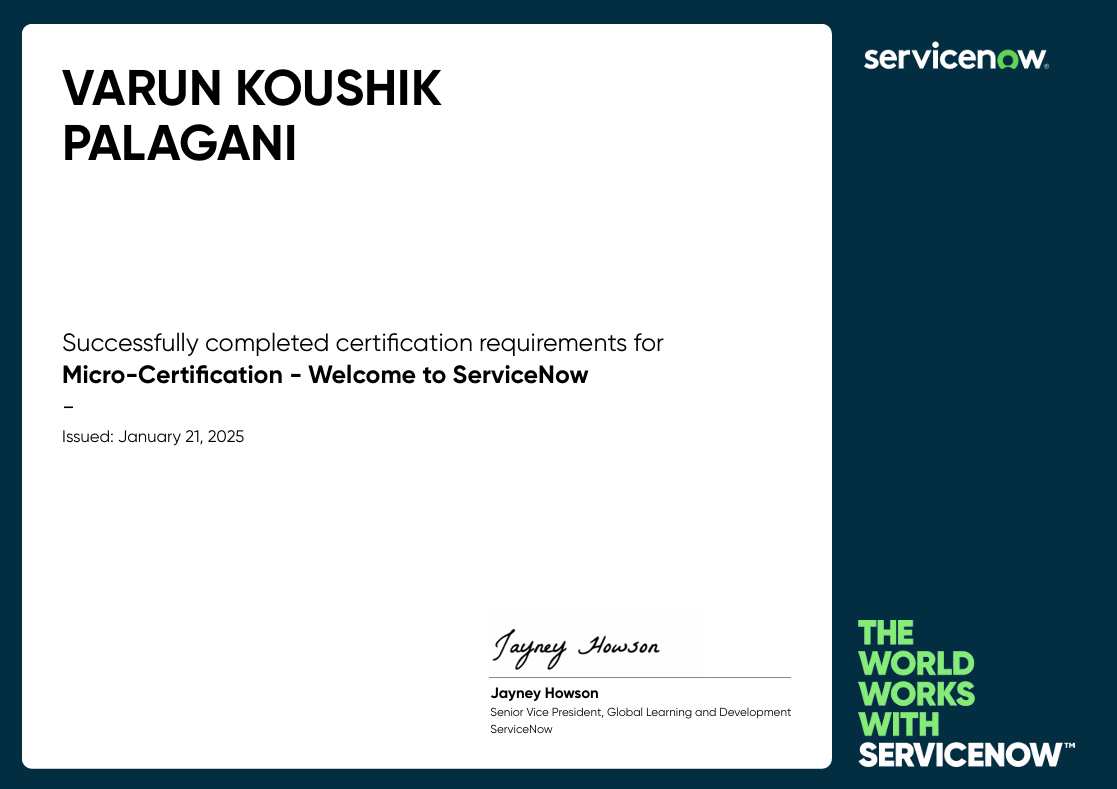 VARUN KOUSHIK
PALAGANI
Successfully completed certification requirements for
Micro-Certification - Welcome to ServiceNow
–
Issued: January 21, 2025
Jayney Howson
Jayney Howson
Senior Vice President, Global Learning and Development
ServiceNow
servicenow®
THE
WORLD
WORKS
WITH
SERVICENOW™